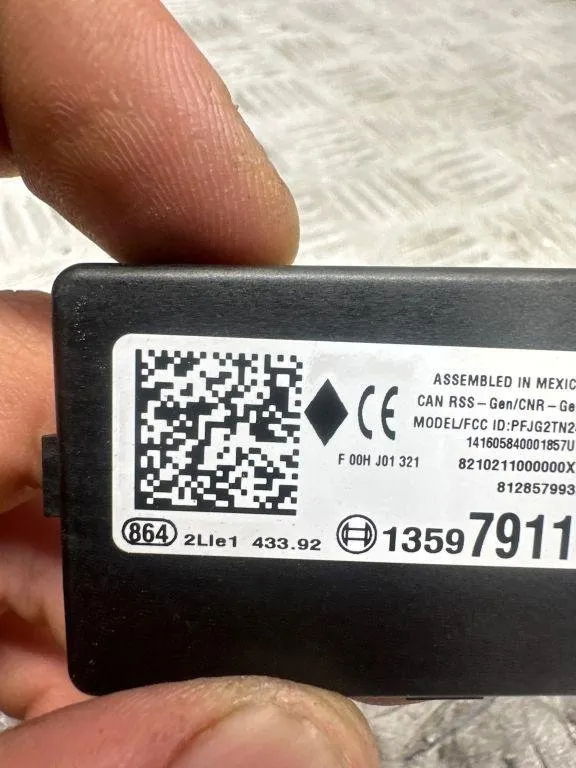 ASSEMBLED IN MEXIC
CAN RSS-Gen/CNR-Ge
MODEL/FCC ID:PFJG2TN2
141605840001857U
F 00H J01 321
8210211000000X
812857993
864 2LIe1 433.92 13597911